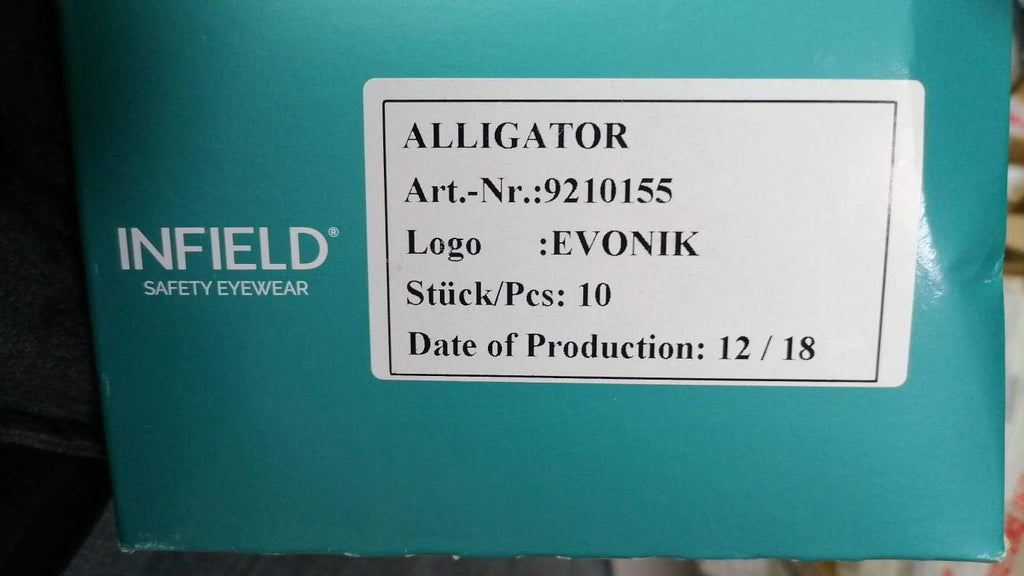 INFIELD®
SAFETY EYEWEAR
ALLIGATOR
Art.-Nr.:9210155
Logo :EVONIK
Stück/Pcs: 10
Date of Production: 12 / 18